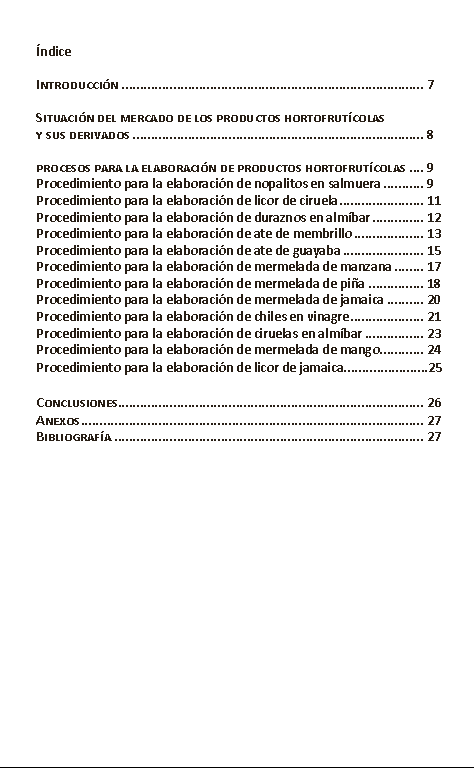 Índice
Introducción ................................................................................. 7
Situación del mercado de los productos hortofrutícolas
y sus derivados .............................................................................. 8
procesos para la elaboración de productos hortofrutícolas .... 9
Procedimiento para la elaboración de nopalitos en salmuera ........... 9
Procedimiento para la elaboración de licor de ciruela ....................... 11
Procedimiento para la elaboración de duraznos en almíbar .............. 12
Procedimiento para la elaboración de ate de membrillo ................... 13
Procedimiento para la elaboración de ate de guayaba ...................... 15
Procedimiento para la elaboración de mermelada de manzana ........ 17
Procedimiento para la elaboración de mermelada de piña ............... 18
Procedimiento para la elaboración de mermelada de jamaica .......... 20
Procedimiento para la elaboración de chiles en vinagre.................... 21
Procedimiento para la elaboración de ciruelas en almíbar ................ 23
Procedimiento para la elaboración de mermelada de mango............ 24
Procedimiento para la elaboración de licor de jamaica.......................25
Conclusiones.................................................................................. 26
Anexos............................................................................................ 27
Bibliografía ................................................................................... 27